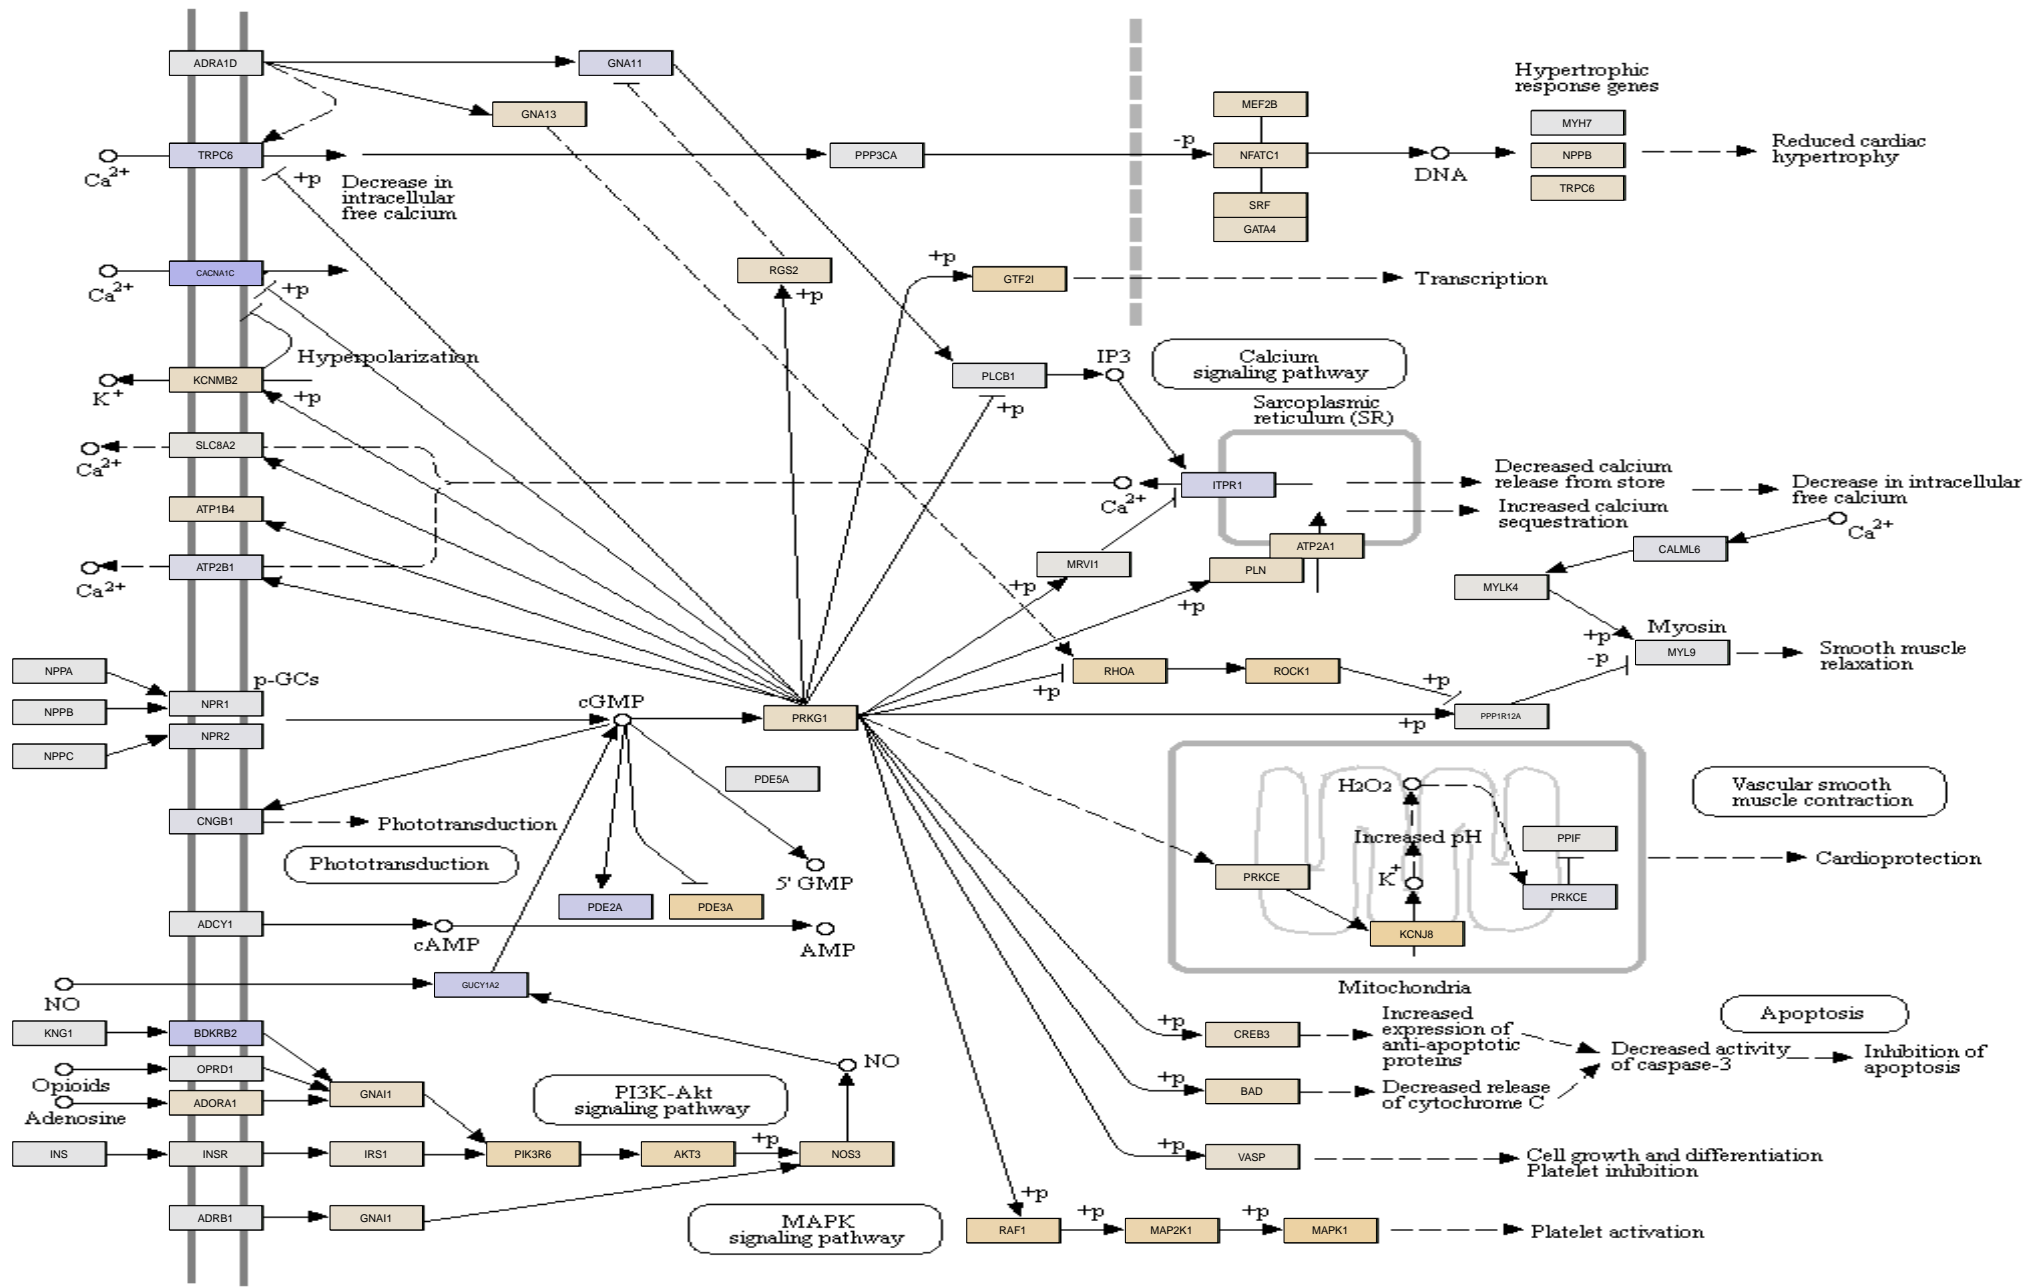 ADRA1D
GNA11
GNA13
TRPC6
Ca2+
+p
Decrease in
intracellular
free calcium
PPP3CA
-p
MEF2B
NFATC1
SRF
GATA4
DNA
Hypertrophic
response genes
MYH7
NPPB
TRPC6
Reduced cardiac
hypertrophy
CACNA1C
Ca2+
+p
RGS2
+p
+p
GTF2I
Transcription
Hyperpolarization
KCNMB2
K+
+p
PLCB1
+p
IP3
Calcium
signaling pathway
Sarcoplasmic
reticulum (SR)
SLC8A2
Ca2+
ATP1B4
ATP2B1
Ca2+
Ca2+
ITPR1
Decreased calcium
release from store
Increased calcium
sequestration
Decrease in intracellular
free calcium
Ca2+
ATP2A1
PLN
MRVI1
+p
+p
CALML6
MYLK4
+p
-p
Myosin
MYL9
Smooth muscle
relaxation
NPPA
NPPB
NPPC
p-GCs
NPR1
NPR2
cGMP
PRKG1
RHOA
+p
ROCK1
+p
+p
PPP1R12A
PDE5A
CNGB1
Phototransduction
Phototransduction
5' GMP
PDE2A
PDE3A
ADCY1
cAMP
AMP
H2O2
Increased pH
K+
PPIF
PRKCE
PRKCE
KCNJ8
Mitochondria
Vascular smooth
muscle contraction
Cardioprotection
NO
GUCY1A2
KNG1
BDKRB2
Opioids
OPRD1
Adenosine
ADORA1
GNAI1
NO
PI3K-Akt
signaling pathway
INS
INSR
IRS1
PIK3R6
AKT3
+p
NOS3
ADRB1
GNAI1
MAPK
signaling pathway
+p
CREB3
Increased
expression of
anti-apoptotic
proteins
+p
BAD
Decreased release
of cytochrome C
Decreased activity
of caspase-3
Apoptosis
Inhibition of
apoptosis
+p
VASP
Cell growth and differentiation
Platelet inhibition
+p
RAF1
+p
MAP2K1
+p
MAPK1
Platelet activation